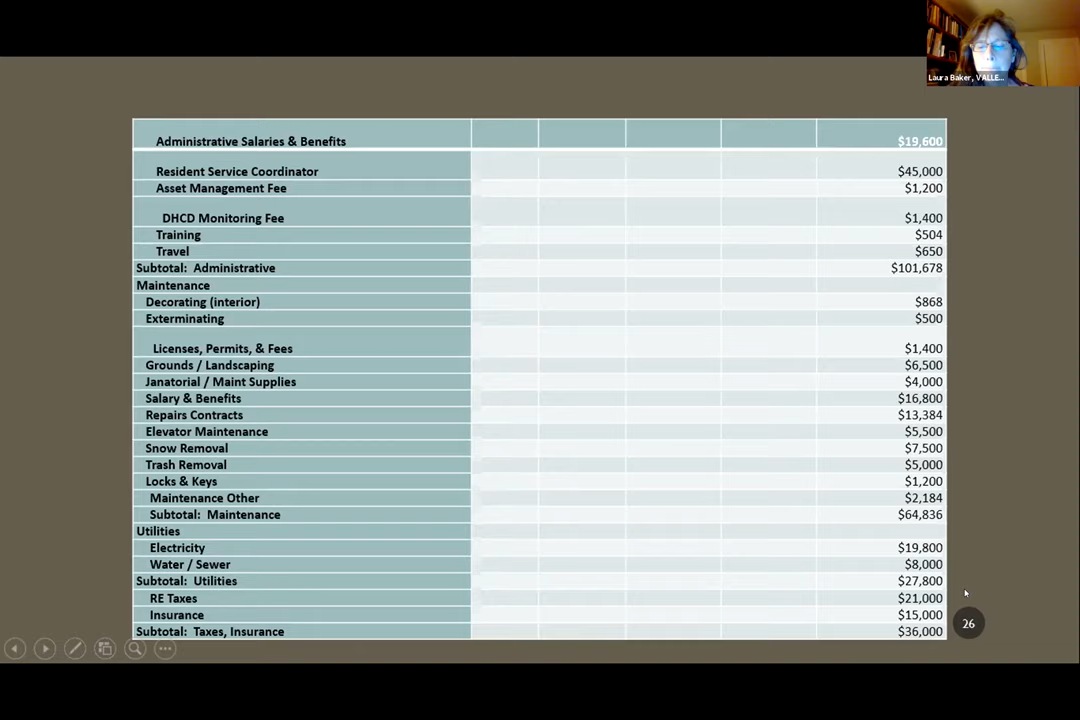 Laura Baker, VALLE...
Administrative Salaries & Benefits $19,600
Resident Service Coordinator $45,000
Asset Management Fee $1,200
DHCD Monitoring Fee $1,400
Training $504
Travel $650
Subtotal: Administrative $101,678
Maintenance
Decorating (interior) $868
Exterminating $500
Licenses, Permits, & Fees $1,400
Grounds / Landscaping $6,500
Janatorial / Maint Supplies $4,000
Salary & Benefits $16,800
Repairs Contracts $13,384
Elevator Maintenance $5,500
Snow Removal $7,500
Trash Removal $5,000
Locks & Keys $1,200
Maintenance Other $2,184
Subtotal: Maintenance $64,836
Utilities
Electricity $19,800
Water / Sewer $8,000
Subtotal: Utilities $27,800
RE Taxes $21,000
Insurance $15,000
Subtotal: Taxes, Insurance $36,000
26